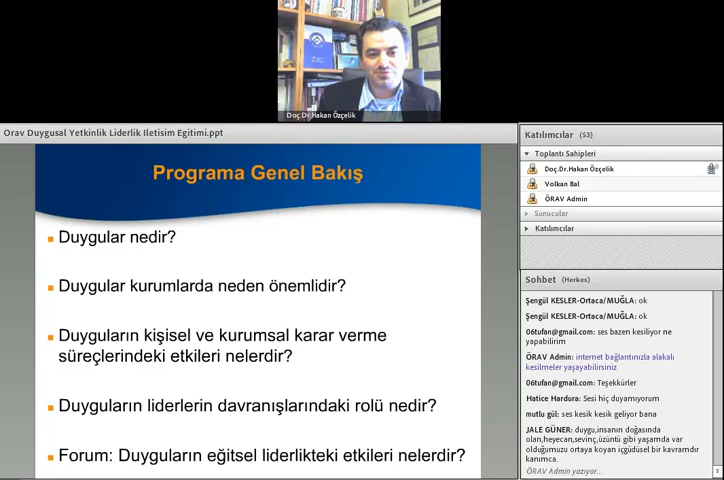 Doç.Dr.Hakan Özçelik
Orav Duygusal Yetkinlik Liderlik Iletisim Egitimi.ppt
Programa Genel Bakış
Duygular nedir?
Duygular kurumlarda neden önemlidir?
Duyguların kişisel ve kurumsal karar verme
süreçlerindeki etkileri nelerdir?
Duyguların liderlerin davranışlarındaki rolü nedir?
Forum: Duyguların eğitsel liderlikteki etkileri nelerdir?
Katılımcılar (53)
Toplantı Sahipleri
Doç.Dr.Hakan Özçelik
Volkan Bal
ÖRAV Admin
Sunucular
Katılımcılar
Sohbet (Herkes)
Şengül KESLER-Ortaca/MUĞLA: ok
Şengül KESLER-Ortaca/MUĞLA: ok
06tufan@gmail.com: ses bazen kesiliyor ne
yapabilirim
ÖRAV Admin: internet bağlantınızla alakalı
kesilmeler yaşayabilirsiniz
06tufan@gmail.com: Teşekkürler
Hatice Hardura: Sesi hiç duyamıyorum
mutlu gül: ses kesik kesik geliyor bana
JALE GÜNER: duygu,insanın doğasında
olan,heyecan,sevinç,üzüntü gibi yaşamda var
olduğumuzu ortaya koyan içgüdüsel bir kavramdır
kanımca.
ÖRAV Admin yazıyor...